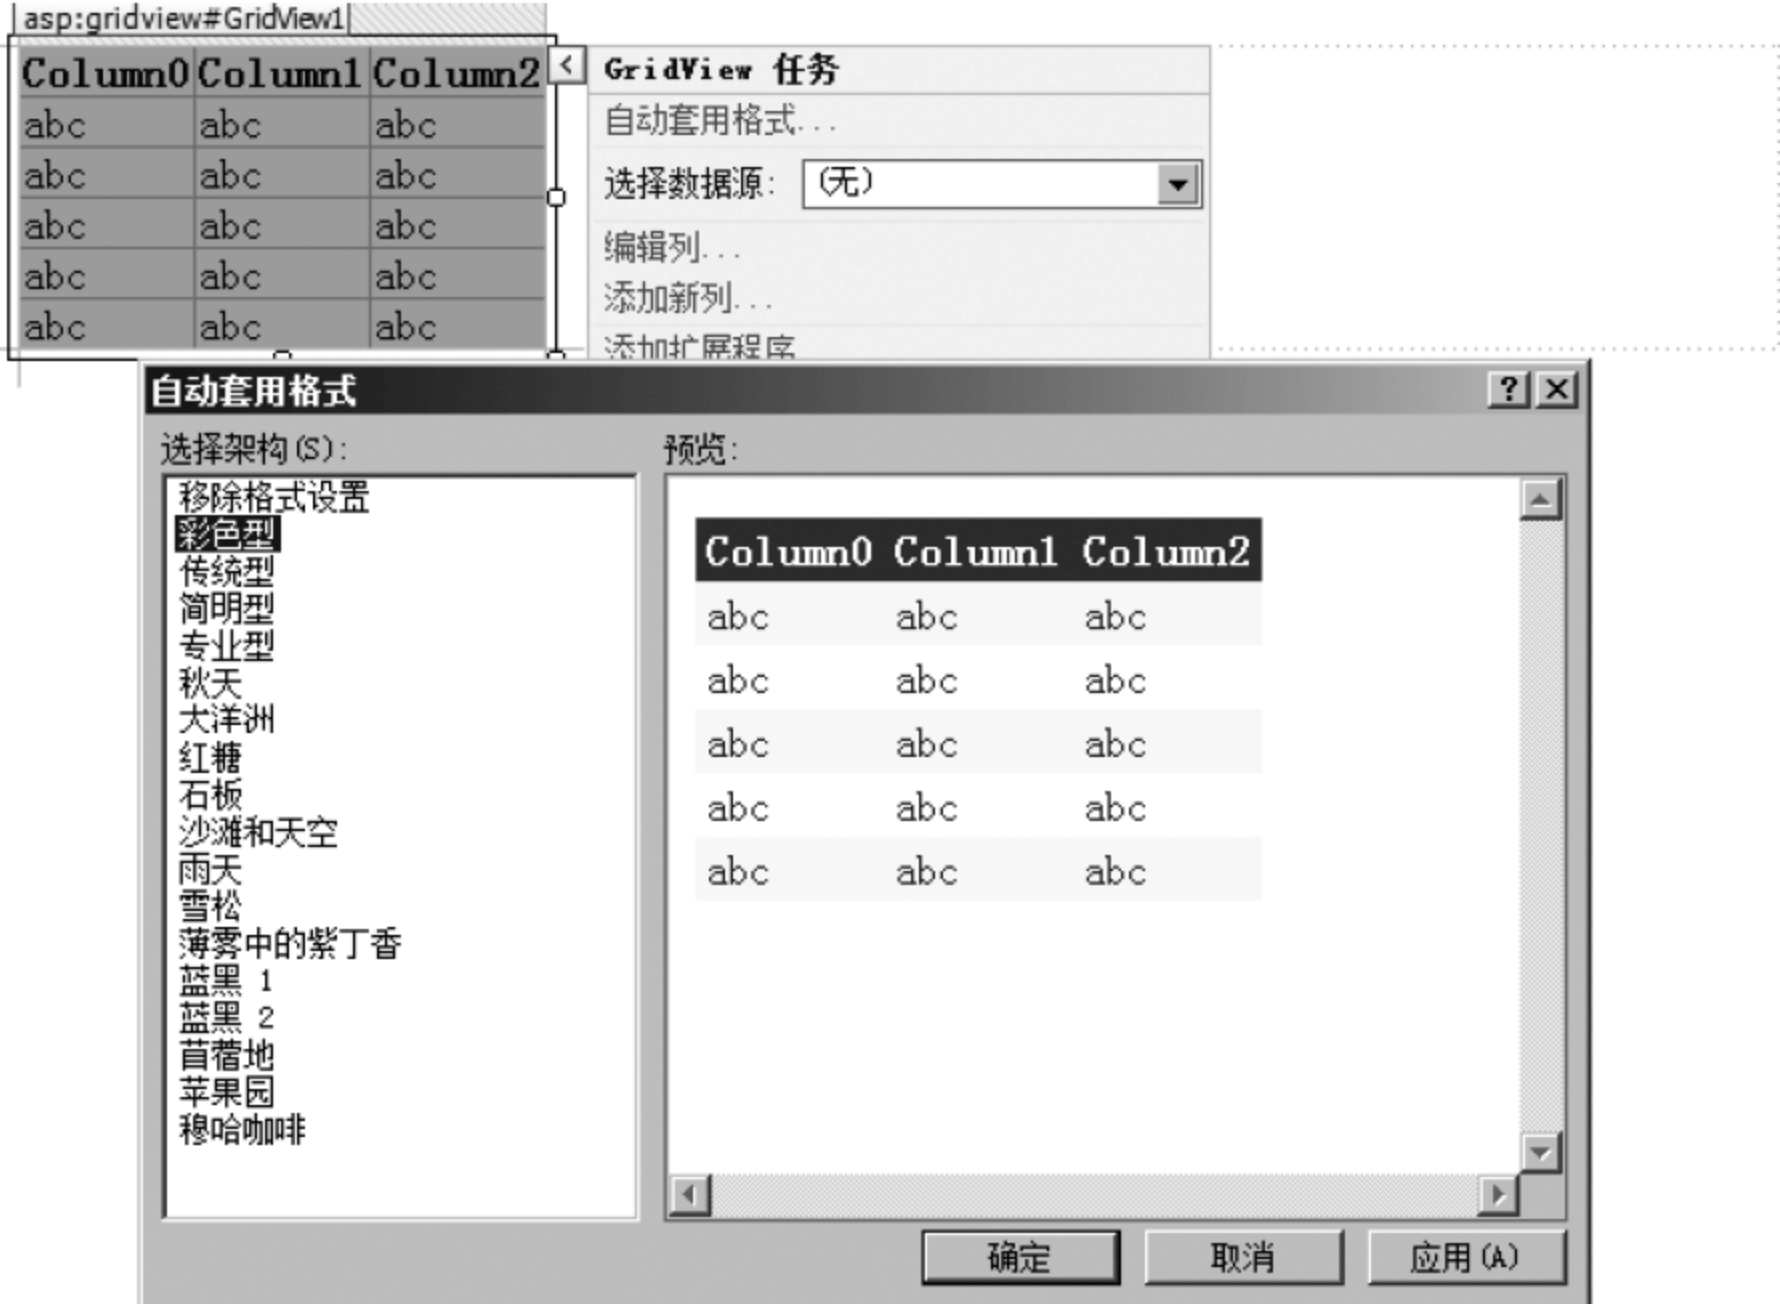 asp:gridview#GridView1
Column0 Column1 Column2
abc abc abc
abc abc abc
abc abc abc
abc abc abc
abc abc abc
<
GridView 任务
自动套用格式...
选择数据源: (无)
编辑列...
添加新列...
添加扩展程序
自动套用格式
? ×
选择架构(S):
移除格式设置
彩色型
传统型
简明型
专业型
秋天
大洋洲
红糖
石板
沙滩和天空
雨天
雪松
薄雾中的紫丁香
蓝黑 1
蓝黑 2
苜蓿地
苹果园
穆哈咖啡
预览:
Column0 Column1 Column2
abc abc abc
abc abc abc
abc abc abc
abc abc abc
abc abc abc
确定 取消 应用(A)